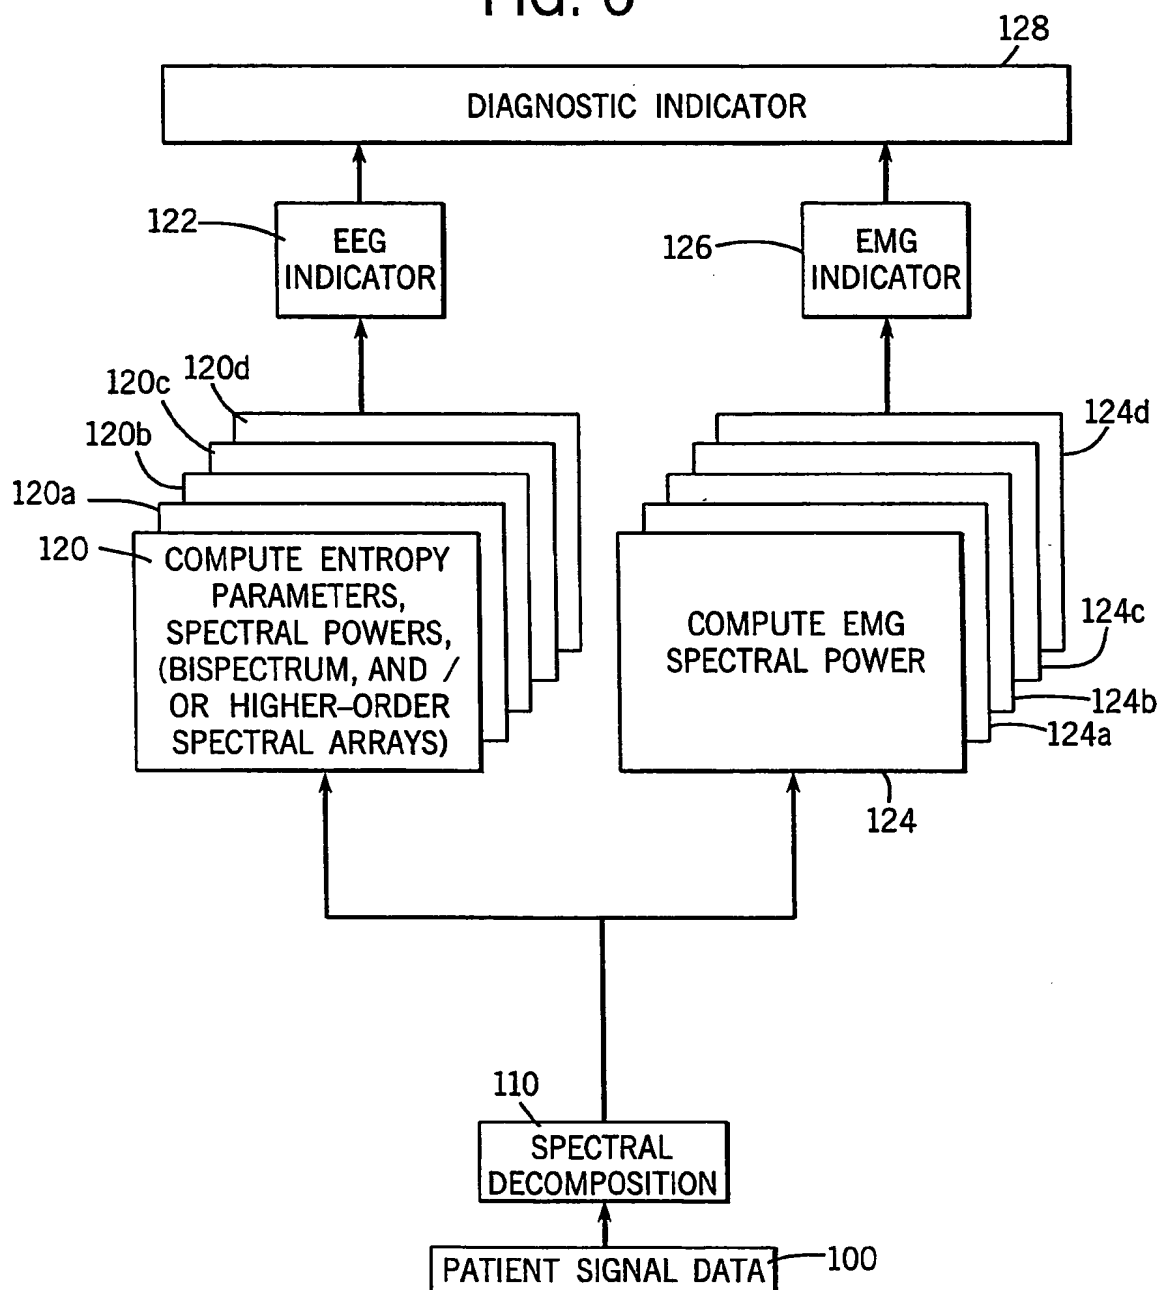 128
DIAGNOSTIC INDICATOR
122
EEG
INDICATOR
126
EMG
INDICATOR
120d
120c
120b
120a
120
COMPUTE ENTROPY
PARAMETERS,
SPECTRAL POWERS,
(BISPECTRUM, AND /
OR HIGHER–ORDER
SPECTRAL ARRAYS)
124d
COMPUTE EMG
SPECTRAL POWER
124c
124b
124a
124
110
SPECTRAL
DECOMPOSITION
PATIENT SIGNAL DATA
100